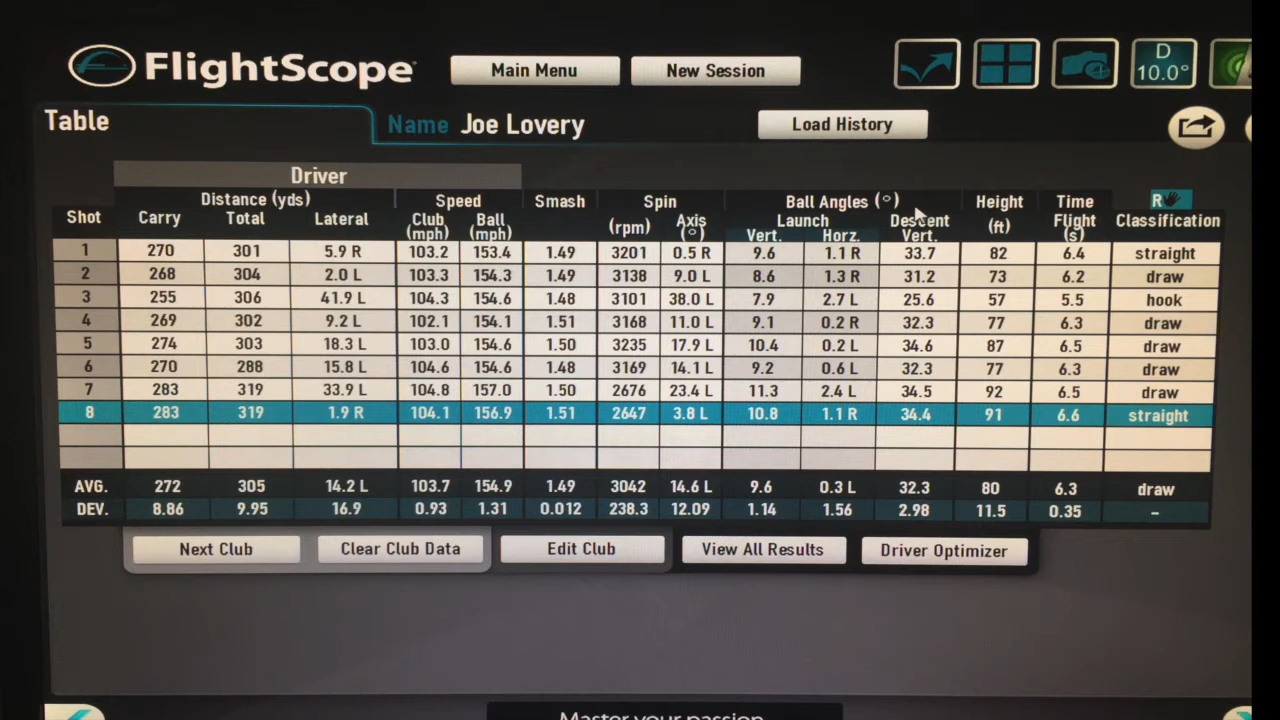 FlightScope
Main Menu
New Session
D
10.0°
Table
Name Joe Lovery
Load History
Driver
R
Distance (yds) Speed Smash Spin Ball Angles (°) Height Time
Shot Carry Total Lateral Club (mph) Ball (mph) (rpm) Axis (°) Launch Vert. Horz. Descent Vert. (ft) Flight (s) Classification
1 270 301 5.9 R 103.2 153.4 1.49 3201 0.5 R 9.6 1.1 R 33.7 82 6.4 straight
2 268 304 2.0 L 103.3 154.3 1.49 3138 9.0 L 8.6 1.3 R 31.2 73 6.2 draw
3 255 306 41.9 L 104.3 154.6 1.48 3101 38.0 L 7.9 2.7 L 25.6 57 5.5 hook
4 269 302 9.2 L 102.1 154.1 1.51 3168 11.0 L 9.1 0.2 R 32.3 77 6.3 draw
5 274 303 18.3 L 103.0 154.6 1.50 3235 17.9 L 10.4 0.2 L 34.6 87 6.5 draw
6 270 288 15.8 L 104.6 154.6 1.48 3169 14.1 L 9.2 0.6 L 32.3 77 6.3 draw
7 283 319 33.9 L 104.8 157.0 1.50 2676 23.4 L 11.3 2.4 L 34.5 92 6.5 draw
8 283 319 1.9 R 104.1 156.9 1.51 2647 3.8 L 10.8 1.1 R 34.4 91 6.6 straight
AVG. 272 305 14.2 L 103.7 154.9 1.49 3042 14.6 L 9.6 0.3 L 32.3 80 6.3 draw
DEV. 8.86 9.95 16.9 0.93 1.31 0.012 238.3 12.09 1.14 1.56 2.98 11.5 0.35 –
Next Club
Clear Club Data
Edit Club
View All Results
Driver Optimizer
Master your passion